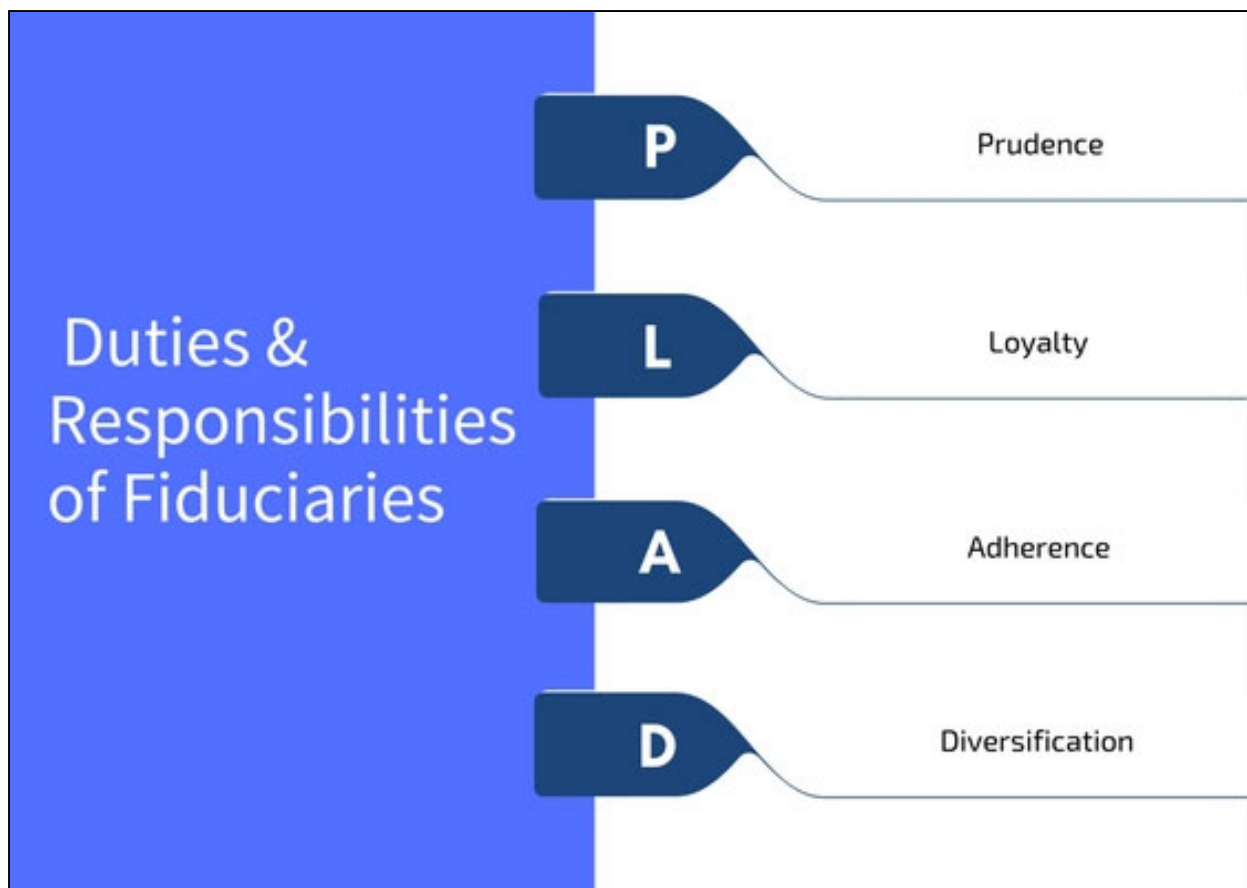 Duties &
Responsibilities
of Fiduciaries
P
Prudence
L
Loyalty
A
Adherence
D
Diversification